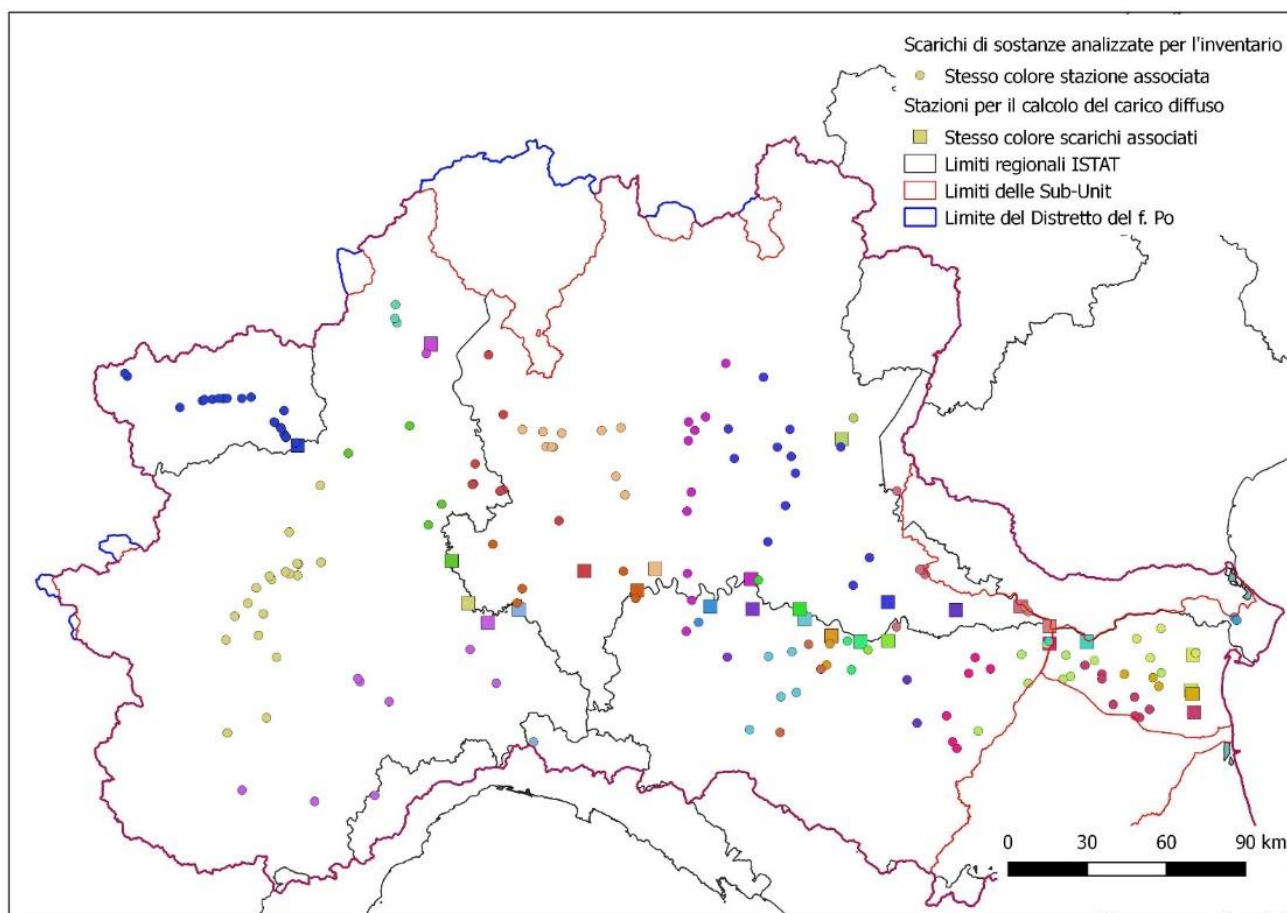 Scarichi di sostanze analizzate per l'inventario
Stesso colore stazione associata
Stazioni per il calcolo del carico diffuso
Stesso colore scarichi associati
Limiti regionali ISTAT
Limiti delle Sub-Unit
Limite del Distretto del f. Po
0 30 60 90 km